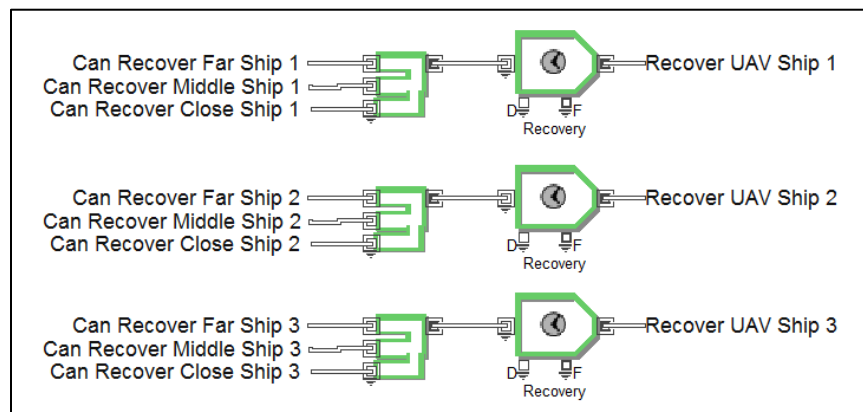 Can Recover Far Ship 1
Can Recover Middle Ship 1
Can Recover Close Ship 1
Recover UAV Ship 1
D F
Recovery
Can Recover Far Ship 2
Can Recover Middle Ship 2
Can Recover Close Ship 2
Recover UAV Ship 2
D F
Recovery
Can Recover Far Ship 3
Can Recover Middle Ship 3
Can Recover Close Ship 3
Recover UAV Ship 3
D F
Recovery